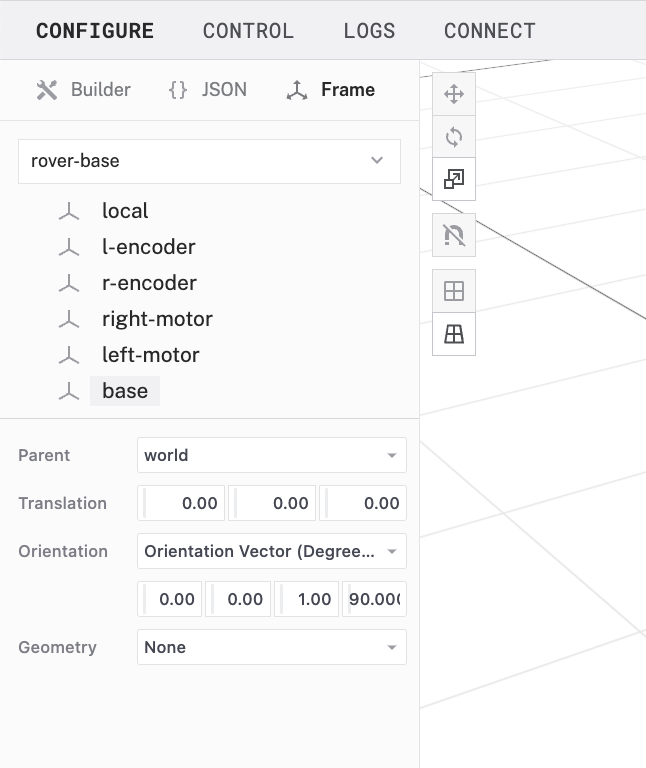 CONFIGURE CONTROL LOGS CONNECT
Builder {} JSON Frame
rover-base
local
l-encoder
r-encoder
right-motor
left-motor
base
Parent world
Translation 0.00 0.00 0.00
Orientation Orientation Vector (Degree...
0.00 0.00 1.00 90.00
Geometry None